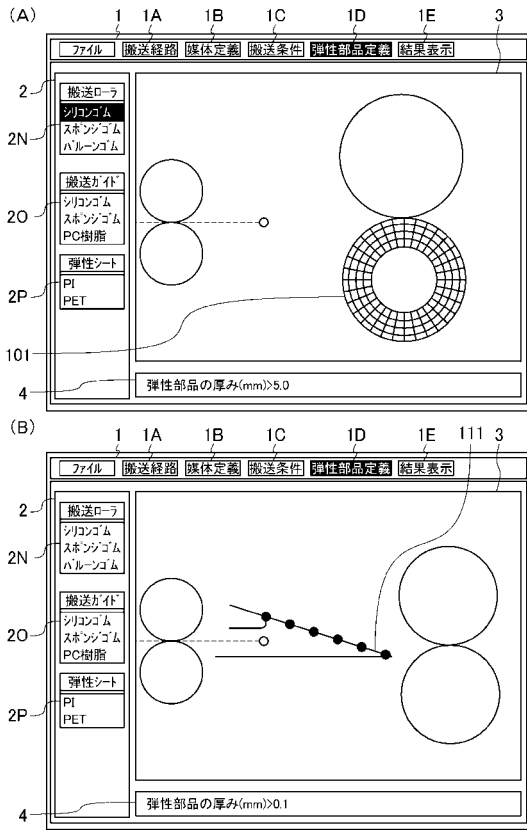 (A)
1 1A 1B 1C 1D 1E 3
ファイル 搬送経路 媒体定義 搬送条件 弾性部品定義 結果表示
2
搬送ローラ
シリコンゴム
2N
スポンジゴム
バルーンゴム
搬送ガイド
シリコンゴム
2O
スポンジゴム
PC樹脂
弾性シート
2P
PI
PET
101
4
弾性部品の厚み(mm)>5.0
(B)
1 1A 1B 1C 1D 1E 111 3
ファイル 搬送経路 媒体定義 搬送条件 弾性部品定義 結果表示
2
搬送ローラ
シリコンゴム
2N
スポンジゴム
バルーンゴム
搬送ガイド
シリコンゴム
2O
スポンジゴム
PC樹脂
弾性シート
2P
PI
PET
4
弾性部品の厚み(mm)>0.1